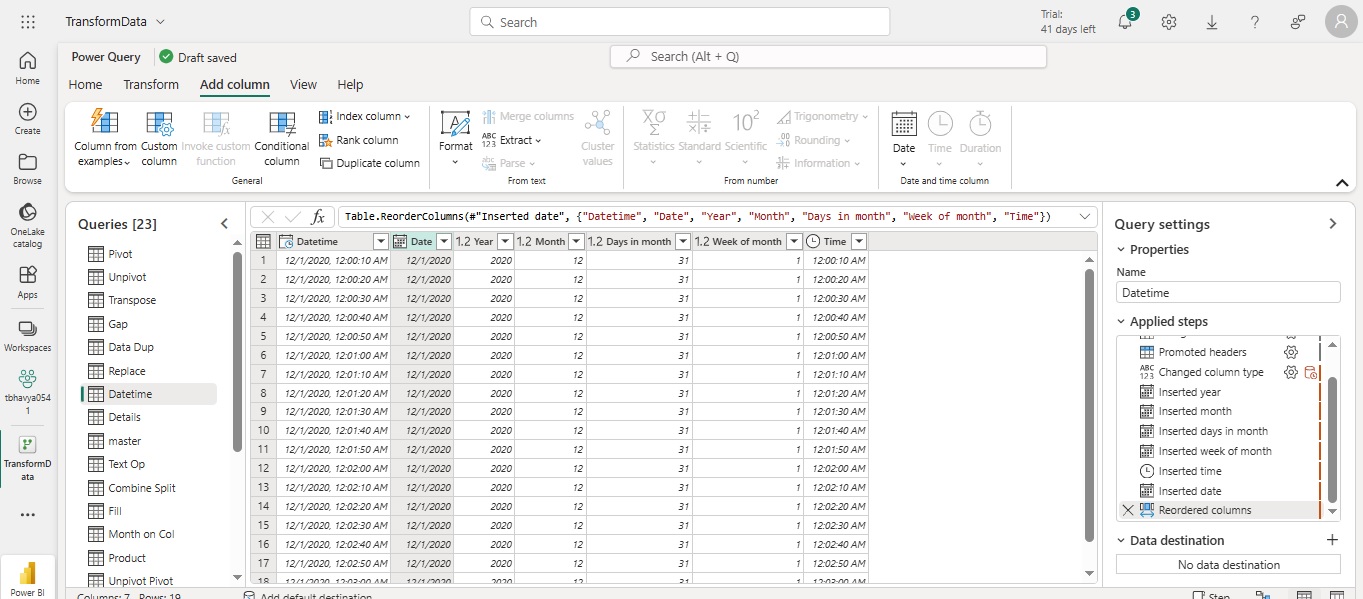 TransformData
Search
Trial:
41 days left
3
?
Power Query
Draft saved
Search (Alt + Q)
Home
Transform
Add column
View
Help
Column from examples
Custom column
Invoke custom function
Conditional column
Index column
Rank column
Duplicate column
General
Format
Merge columns
Extract
Parse
Cluster values
From text
Statistics
Standard
Scientific
Trigonometry
Rounding
Information
From number
Date
Time
Duration
Date and time column
Home
Create
Browse
OneLake
catalog
Apps
Workspaces
tbhavya054
1
TransformD
ata
Power BI
Queries [23]
Pivot
Unpivot
Transpose
Gap
Data Dup
Replace
Datetime
Details
master
Text Op
Combine Split
Fill
Month on Col
Product
Unpivot Pivot
fx
Table.ReorderColumns(#"Inserted date", {"Datetime", "Date", "Year", "Month", "Days in month", "Week of month", "Time"})
Datetime Date 1.2 Year 1.2 Month 1.2 Days in month 1.2 Week of month Time
1 12/1/2020, 12:00:10 AM 12/1/2020 2020 12 31 1 12:00:10 AM
2 12/1/2020, 12:00:20 AM 12/1/2020 2020 12 31 1 12:00:20 AM
3 12/1/2020, 12:00:30 AM 12/1/2020 2020 12 31 1 12:00:30 AM
4 12/1/2020, 12:00:40 AM 12/1/2020 2020 12 31 1 12:00:40 AM
5 12/1/2020, 12:00:50 AM 12/1/2020 2020 12 31 1 12:00:50 AM
6 12/1/2020, 12:01:00 AM 12/1/2020 2020 12 31 1 12:01:00 AM
7 12/1/2020, 12:01:10 AM 12/1/2020 2020 12 31 1 12:01:10 AM
8 12/1/2020, 12:01:20 AM 12/1/2020 2020 12 31 1 12:01:20 AM
9 12/1/2020, 12:01:30 AM 12/1/2020 2020 12 31 1 12:01:30 AM
10 12/1/2020, 12:01:40 AM 12/1/2020 2020 12 31 1 12:01:40 AM
11 12/1/2020, 12:01:50 AM 12/1/2020 2020 12 31 1 12:01:50 AM
12 12/1/2020, 12:02:00 AM 12/1/2020 2020 12 31 1 12:02:00 AM
13 12/1/2020, 12:02:10 AM 12/1/2020 2020 12 31 1 12:02:10 AM
14 12/1/2020, 12:02:20 AM 12/1/2020 2020 12 31 1 12:02:20 AM
15 12/1/2020, 12:02:30 AM 12/1/2020 2020 12 31 1 12:02:30 AM
16 12/1/2020, 12:02:40 AM 12/1/2020 2020 12 31 1 12:02:40 AM
17 12/1/2020, 12:02:50 AM 12/1/2020 2020 12 31 1 12:02:50 AM
18 12/1/2020, 12:03:00 AM 12/1/2020 2020 12 31 1 12:03:00 AM
Columns: 7 Rows: 19
Add default destination
Step
Query settings
Properties
Name
Datetime
Applied steps
Promoted headers
ABC
123
Changed column type
Inserted year
Inserted month
Inserted days in month
Inserted week of month
Inserted time
Inserted date
Reordered columns
Data destination
No data destination